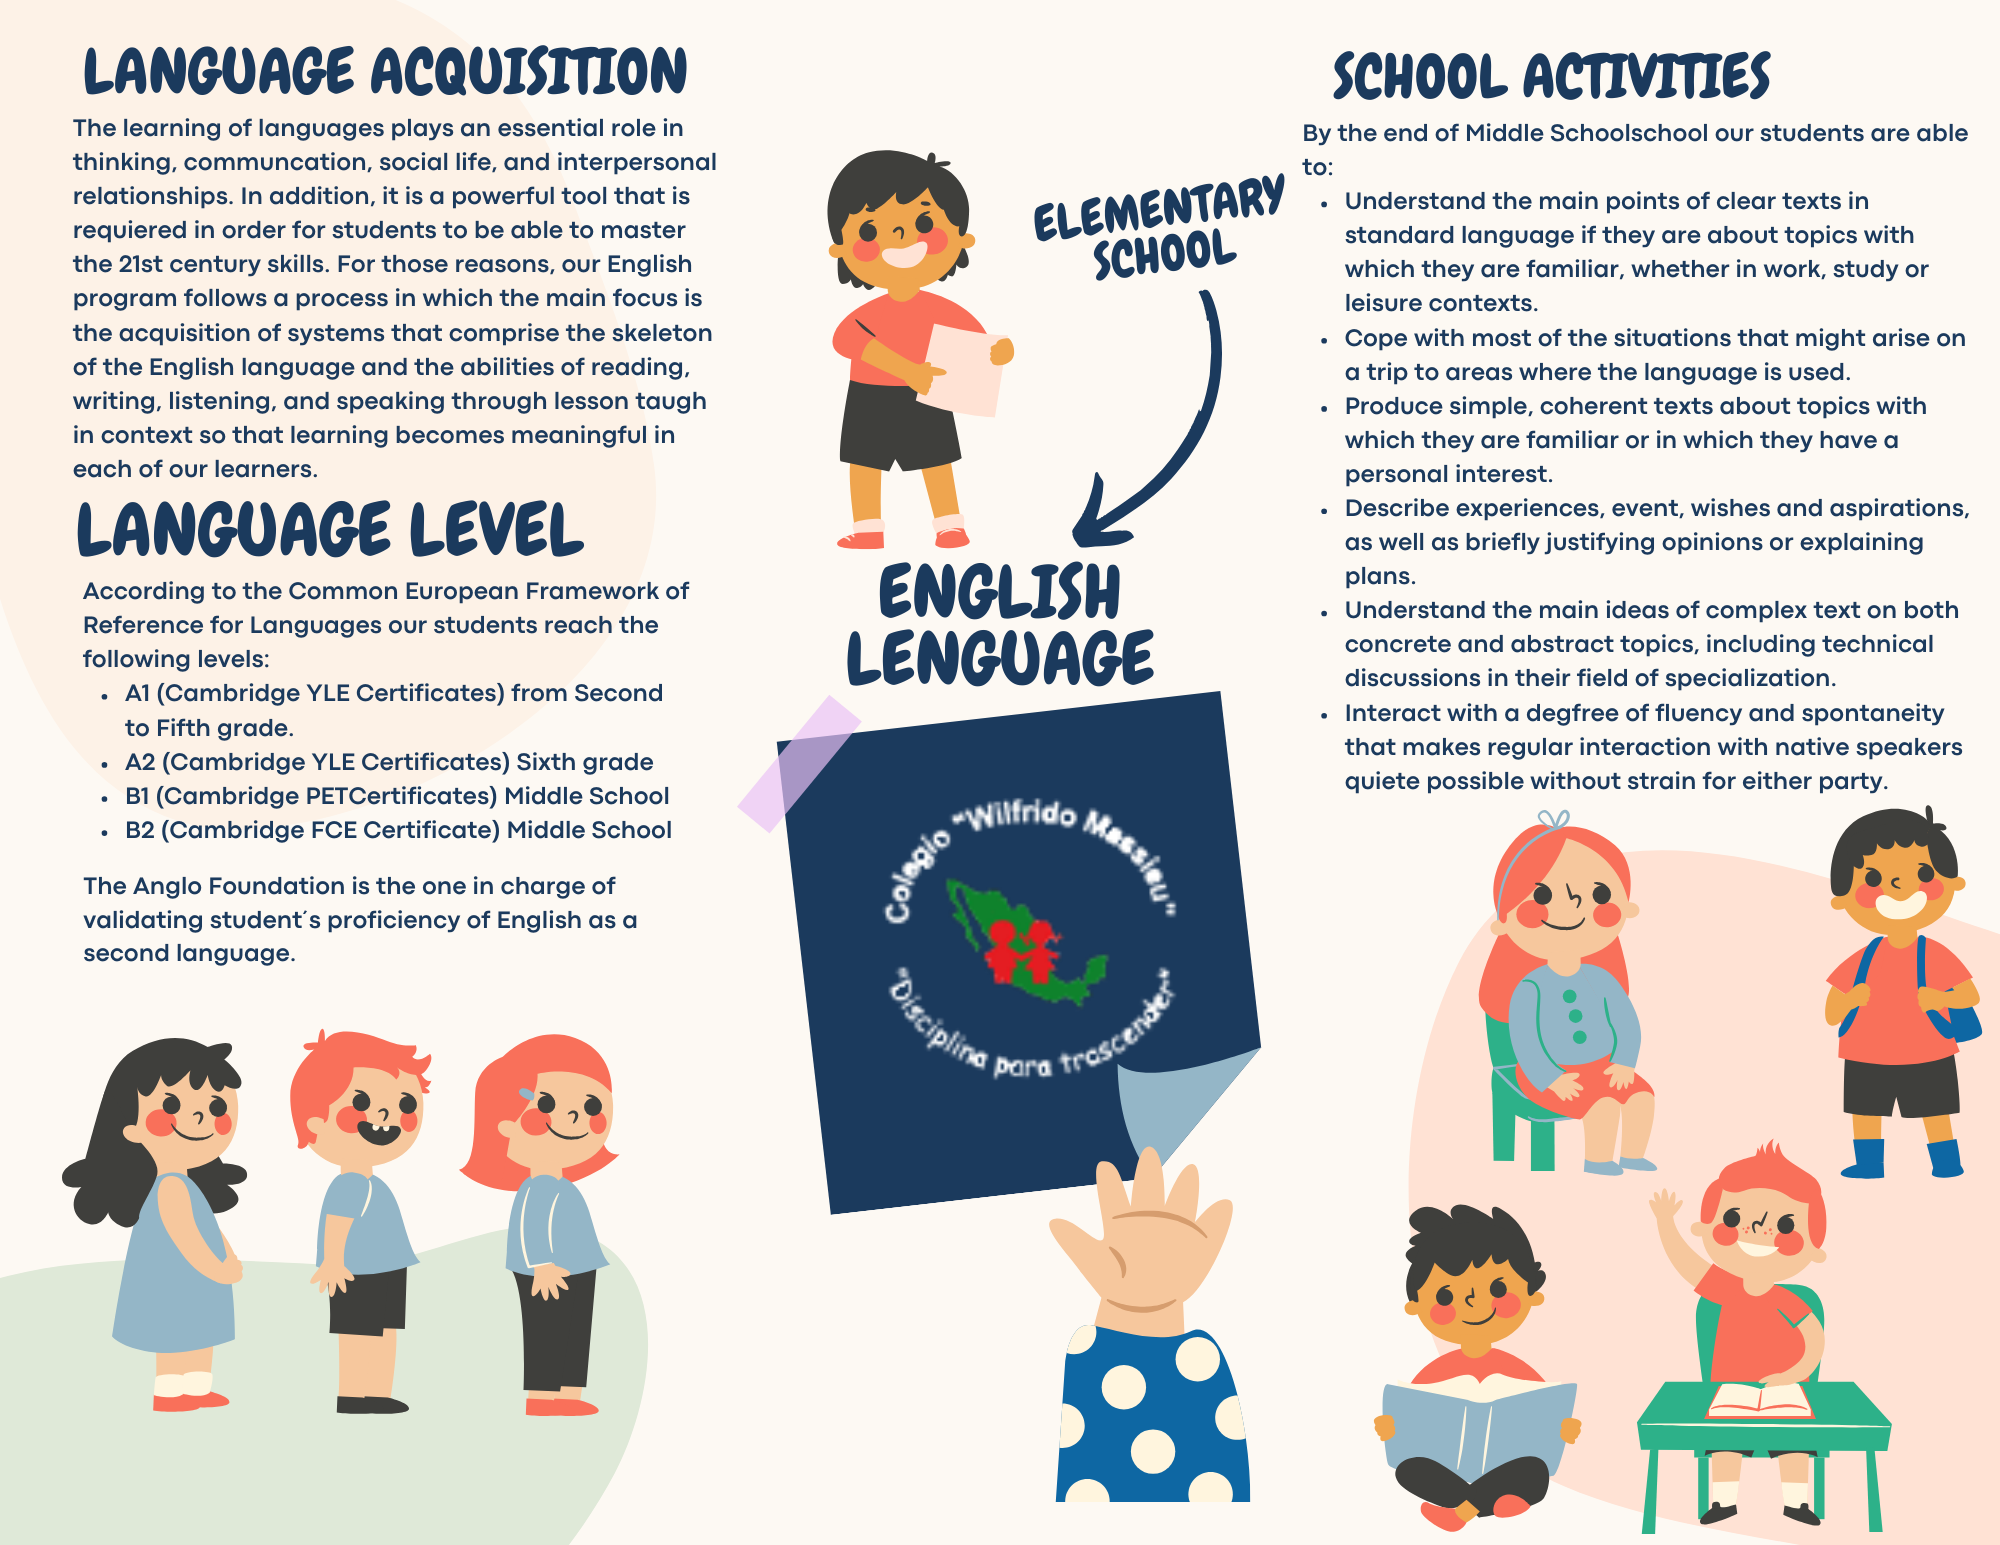 LANGUAGE ACQUISITION
The learning of languages plays an essential role in
thinking, communcation, social life, and interpersonal
relationships. In addition, it is a powerful tool that is
requiered in order for students to be able to master
the 21st century skills. For those reasons, our English
program follows a process in which the main focus is
the acquisition of systems that comprise the skeleton
of the English language and the abilities of reading,
writing, listening, and speaking through lesson taugh
in context so that learning becomes meaningful in
each of our learners.
LANGUAGE LEVEL
According to the Common European Framework of
Reference for Languages our students reach the
following levels:
• A1 (Cambridge YLE Certificates) from Second
to Fifth grade.
• A2 (Cambridge YLE Certificates) Sixth grade
• B1 (Cambridge PETCertificates) Middle School
• B2 (Cambridge FCE Certificate) Middle School
The Anglo Foundation is the one in charge of
validating student´s proficiency of English as a
second language.
ELEMENTARY
SCHOOL
ENGLISH
LENGUAGE
Colegio "Wilfrido Massieu"
"Disciplina para trascender"
SCHOOL ACTIVITIES
By the end of Middle Schoolschool our students are able
to:
• Understand the main points of clear texts in
standard language if they are about topics with
which they are familiar, whether in work, study or
leisure contexts.
• Cope with most of the situations that might arise on
a trip to areas where the language is used.
• Produce simple, coherent texts about topics with
which they are familiar or in which they have a
personal interest.
• Describe experiences, event, wishes and aspirations,
as well as briefly justifying opinions or explaining
plans.
• Understand the main ideas of complex text on both
concrete and abstract topics, including technical
discussions in their field of specialization.
• Interact with a degfree of fluency and spontaneity
that makes regular interaction with native speakers
quiete possible without strain for either party.